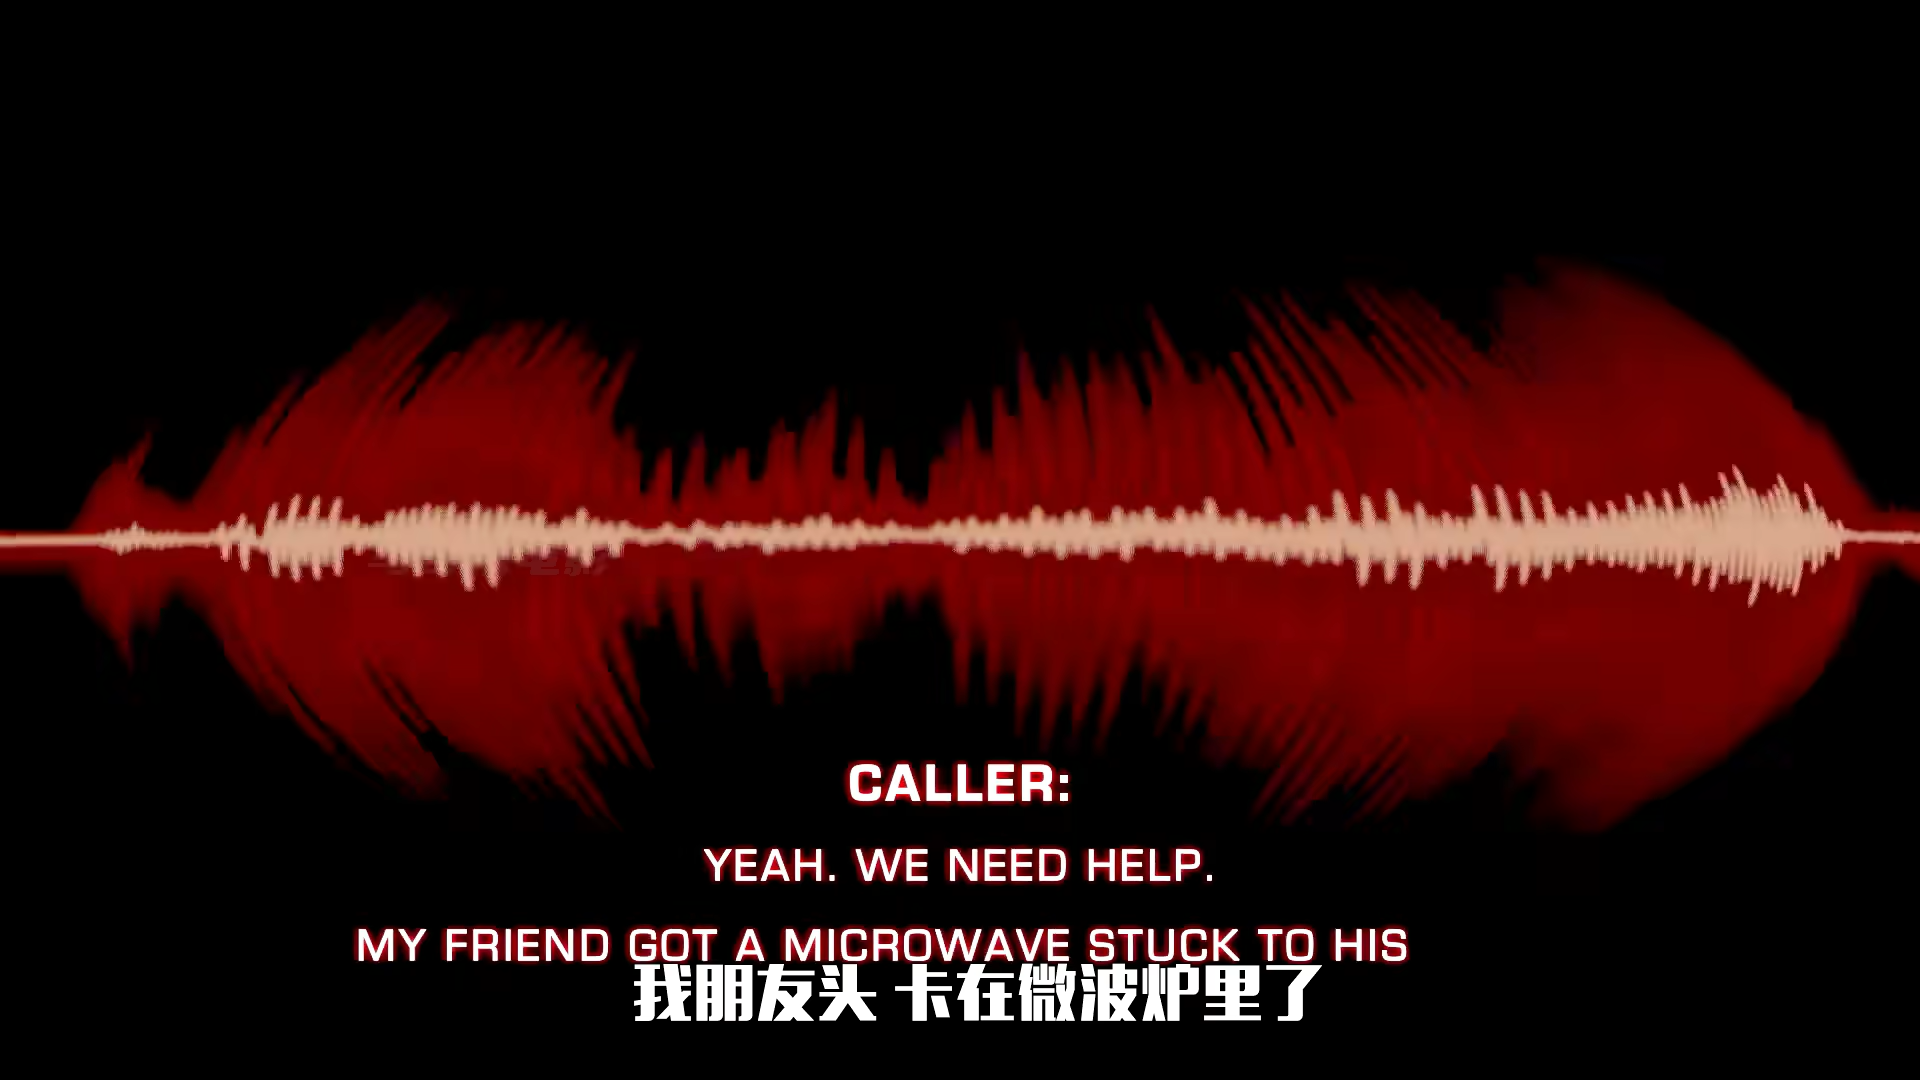 CALLER:
YEAH. WE NEED HELP.
MY FRIEND GOT A MICROWAVE STUCK TO HIS
我朋友头 卡在微波炉里了